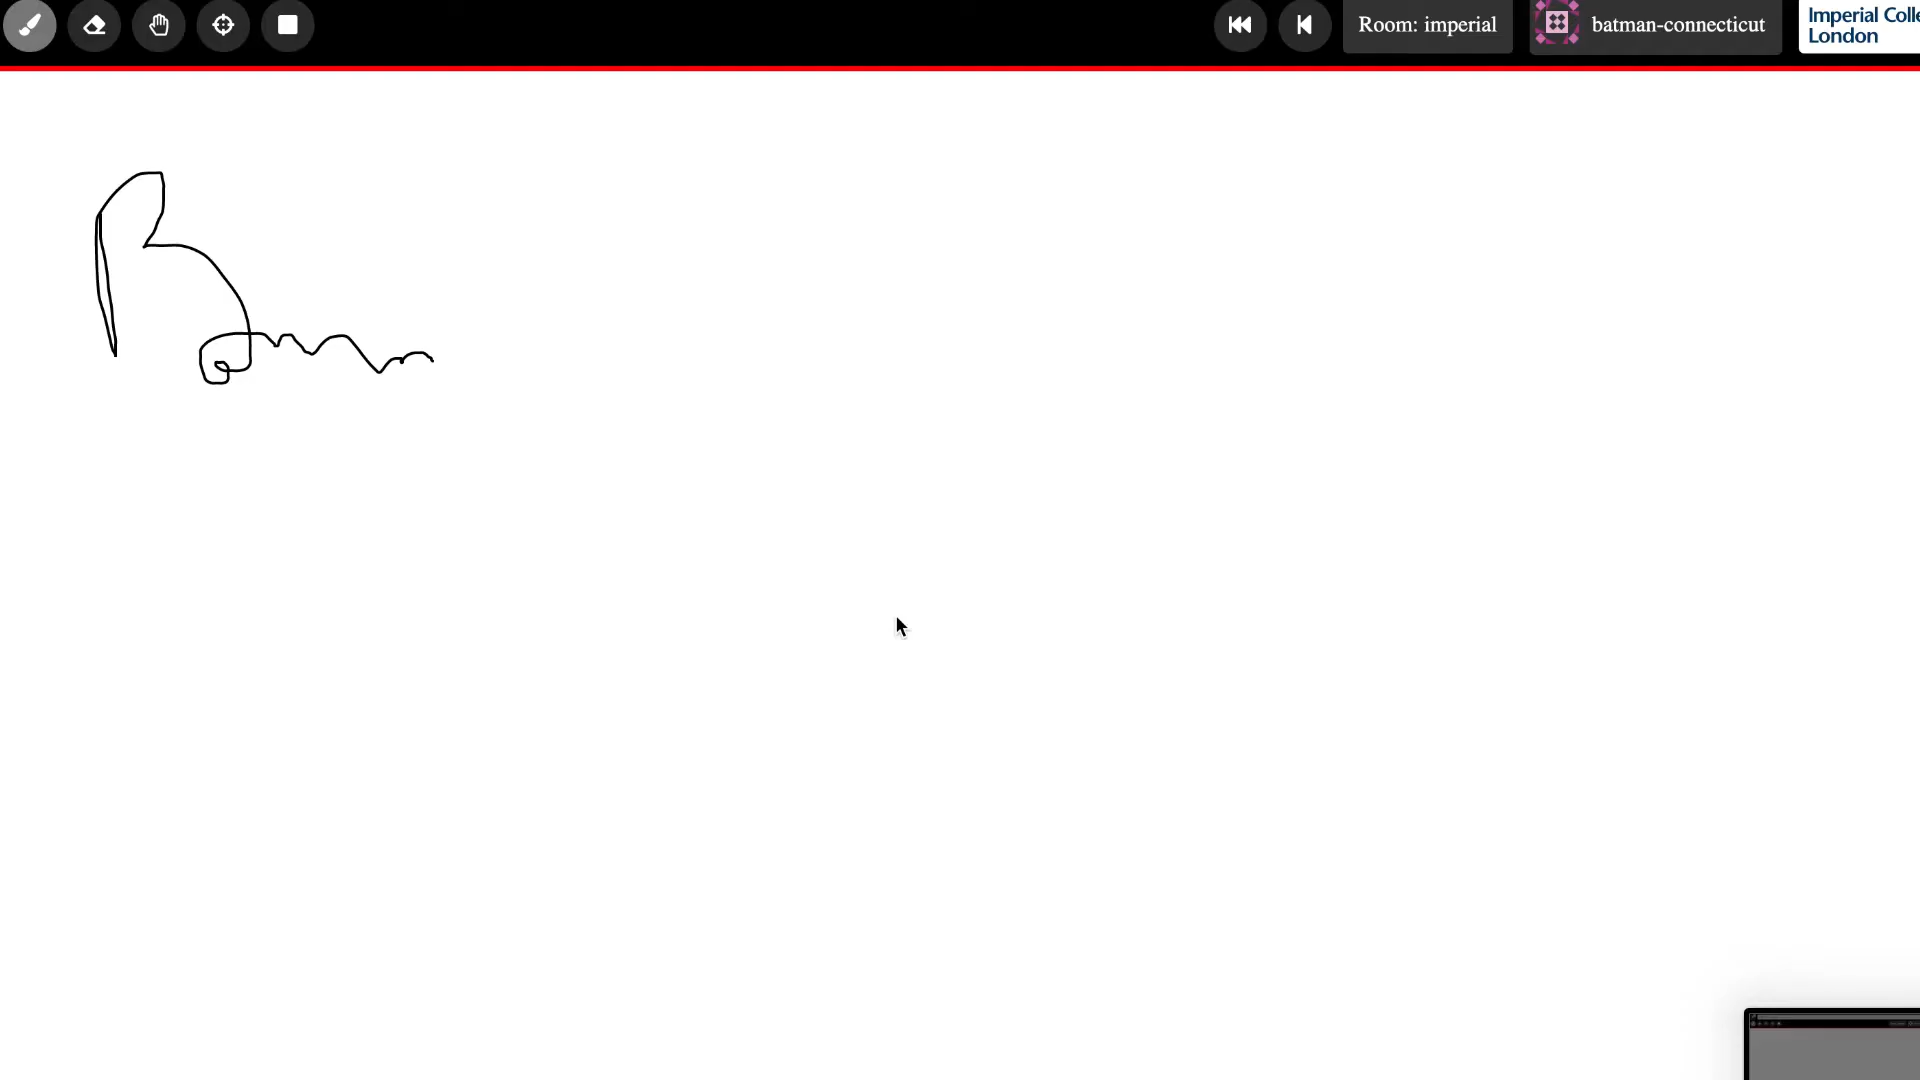 Room: imperial
batman-connecticut
Imperial Colle
London